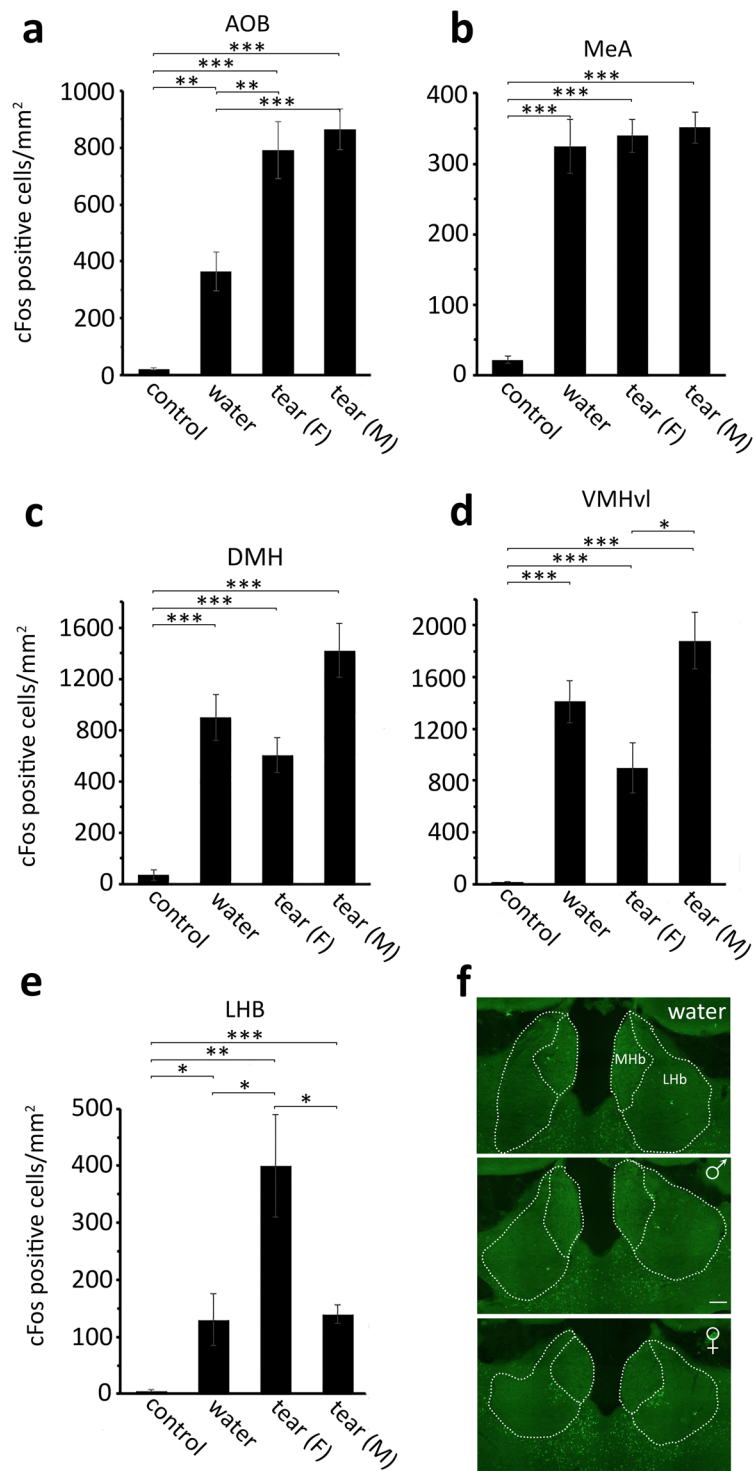 a
AOB
***
***
** **
***
cFos positive cells/mm²
1000
800
600
400
200
0
control
water
tear (F)
tear (M)
b
MeA
***
***
***
400
300
200
100
0
control
water
tear (F)
tear (M)
c
DMH
***
***
***
cFos positive cells/mm²
1600
1200
800
600
200
0
control
water
tear (F)
tear (M)
d
VMHvl
*
***
***
***
2000
1600
1200
800
400
0
control
water
tear (F)
tear (M)
e
LHB
***
**
* * *
cFos positive cells/mm²
500
400
300
200
100
0
control
water
tear (F)
tear (M)
f
water
MHb
LHb
♂
♀